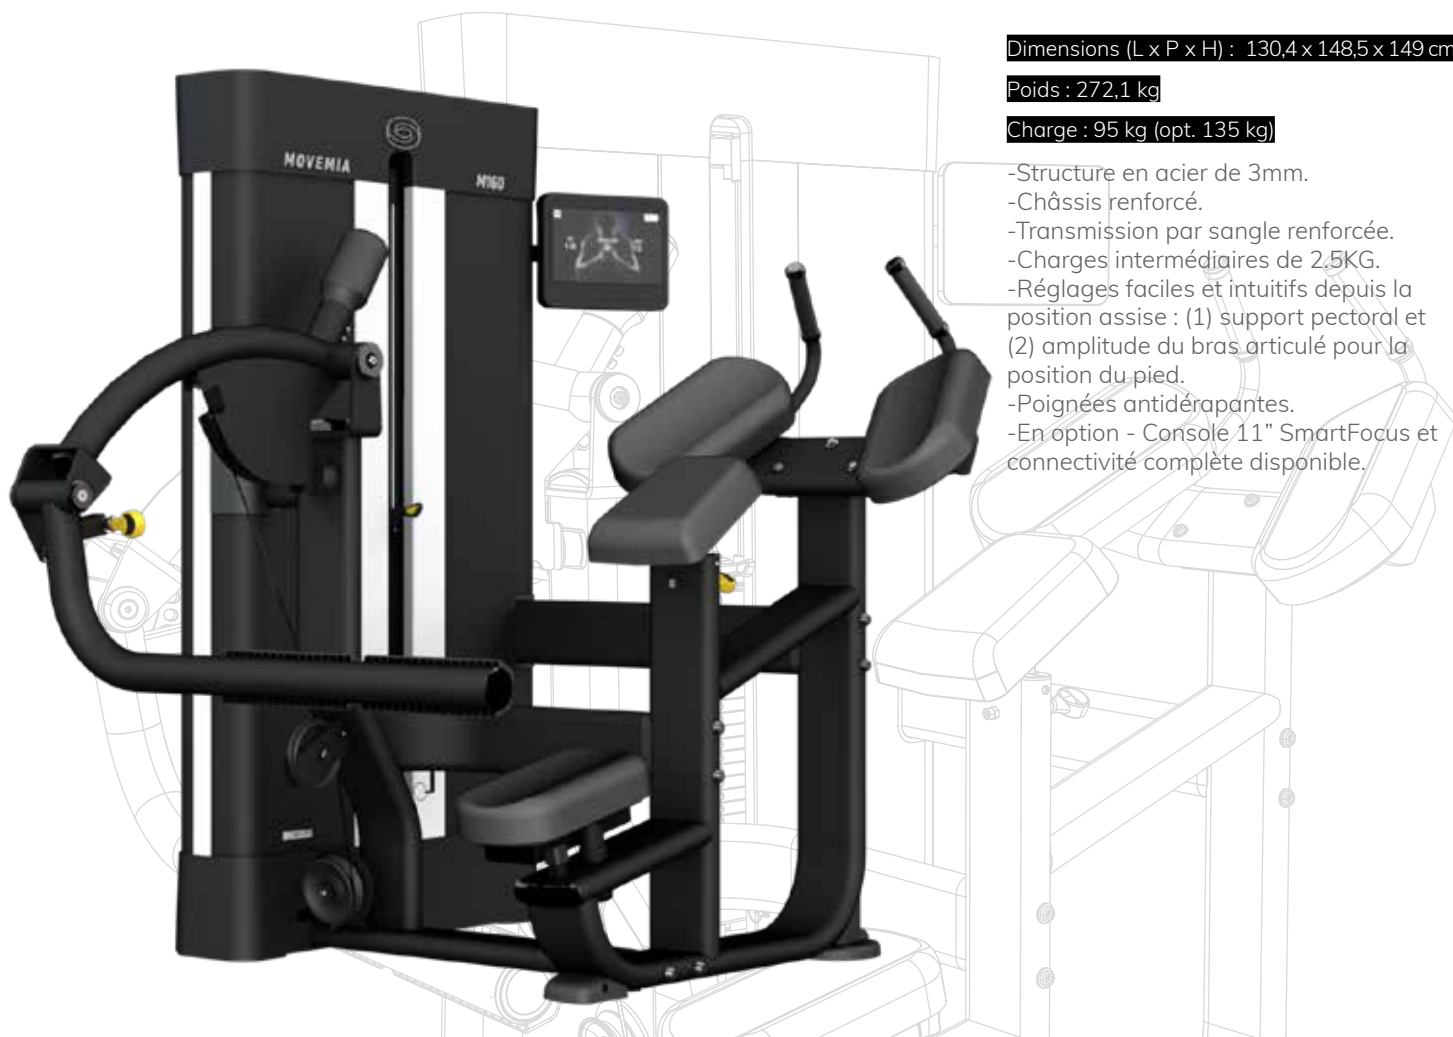 MOVEMIA
M160
Dimensions (L x P x H) : 130,4 x 148,5 x 149 cm
Poids : 272,1 kg
Charge : 95 kg (opt. 135 kg)
-Structure en acier de 3mm.
-Châssis renforcé.
-Transmission par sangle renforcée.
-Charges intermédiaires de 2.5KG.
-Réglages faciles et intuitifs depuis la
position assise : (1) support pectoral et
(2) amplitude du bras articulé pour la
position du pied.
-Poignées antidérapantes.
-En option - Console 11” SmartFocus et
connectivité complète disponible.